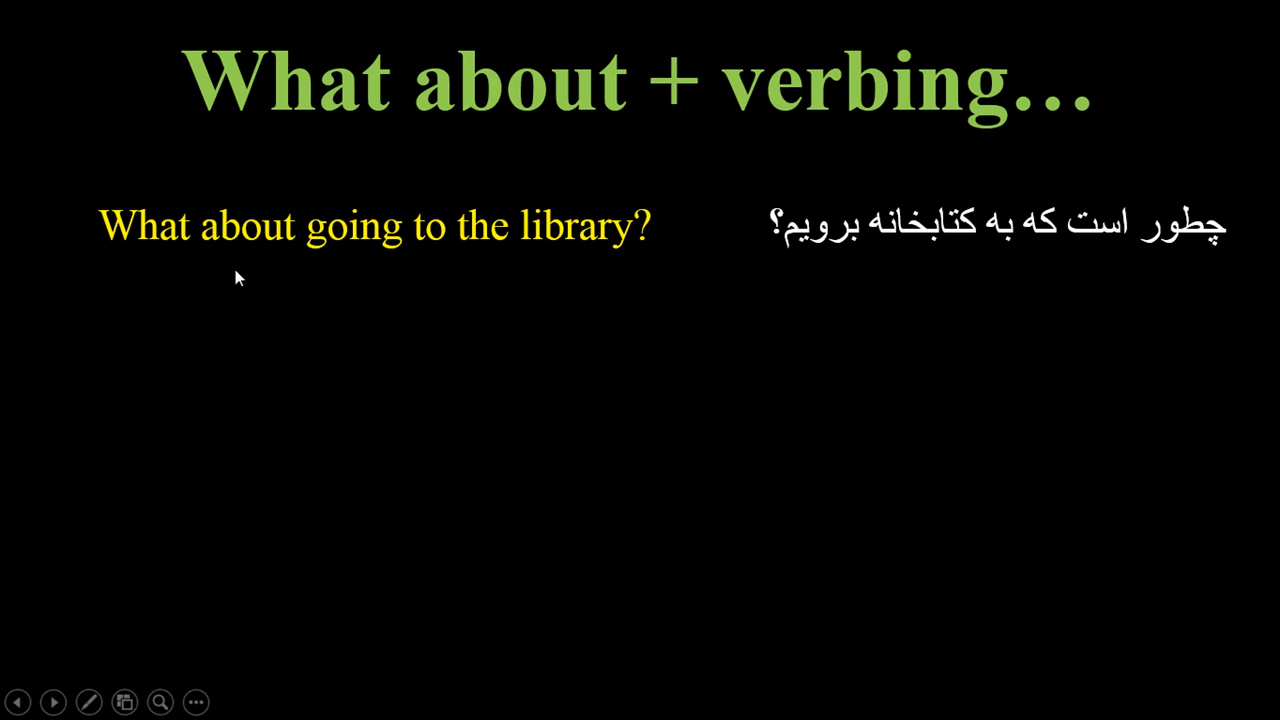 What about + verbing...
What about going to the library?
چطور است که به کتابخانه برویم؟